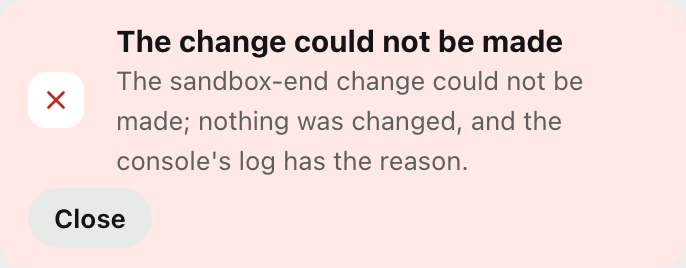 The change could not be made
The sandbox-end change could not be
made; nothing was changed, and the
console's log has the reason.
Close